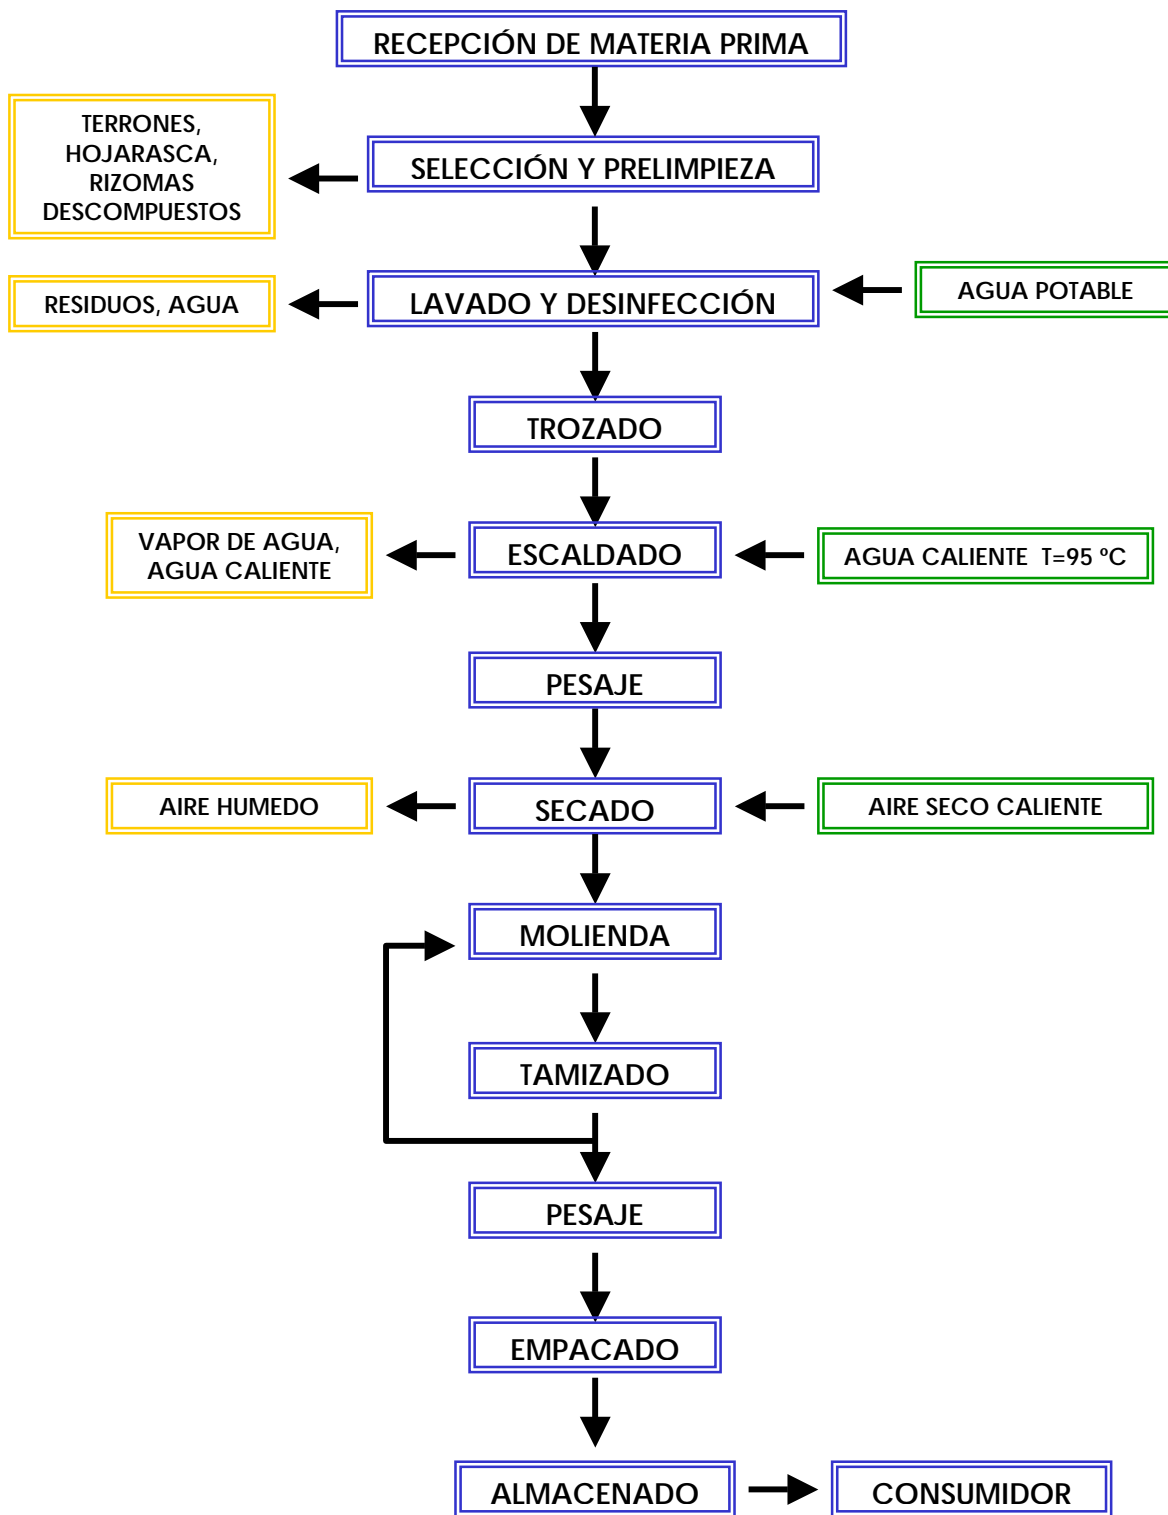 RECEPCIÓN DE MATERIA PRIMA
TERRONES,
HOJARASCA,
RIZOMAS
DESCOMPUESTOS
SELECCIÓN Y PRELIMPIEZA
RESIDUOS, AGUA
LAVADO Y DESINFECCIÓN
AGUA POTABLE
TROZADO
VAPOR DE AGUA,
AGUA CALIENTE
ESCALDADO
AGUA CALIENTE T=95 ºC
PESAJE
AIRE HUMEDO
SECADO
AIRE SECO CALIENTE
MOLIENDA
TAMIZADO
PESAJE
EMPACADO
ALMACENADO
CONSUMIDOR